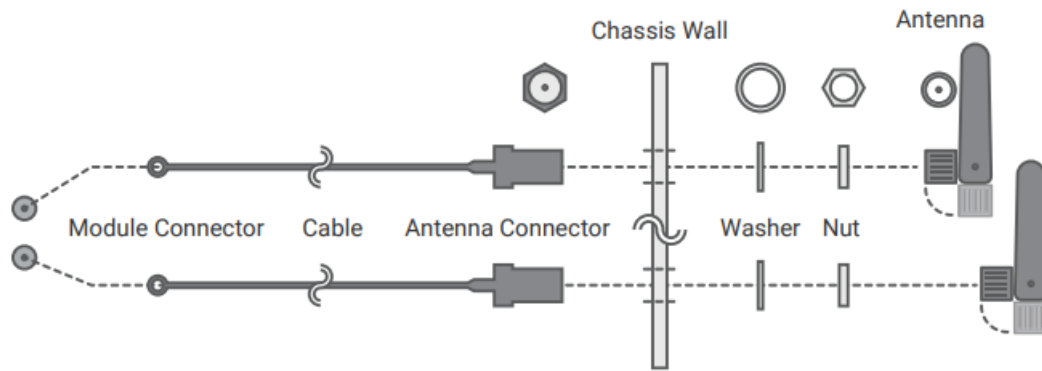 Antenna
Chassis Wall
Module Connector
Cable
Antenna Connector
Washer
Nut